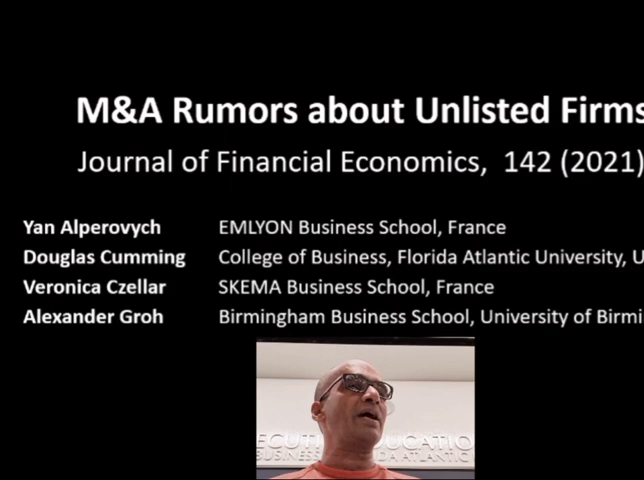 M&A Rumors about Unlisted Firms
Journal of Financial Economics, 142 (2021)
Yan Alperovych EMLYON Business School, France
Douglas Cumming College of Business, Florida Atlantic University, U
Veronica Czellar SKEMA Business School, France
Alexander Groh Birmingham Business School, University of Birmi